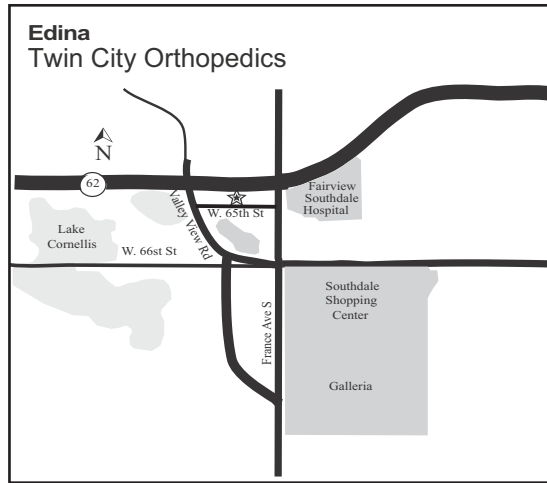 Edina
Twin City Orthopedics
N
62
Fairview
Southdale
Hospital
Valley View Rd
W. 65th St
Lake
Cornellis
W. 66st St
Southdale
Shopping
Center
France Ave S
Galleria